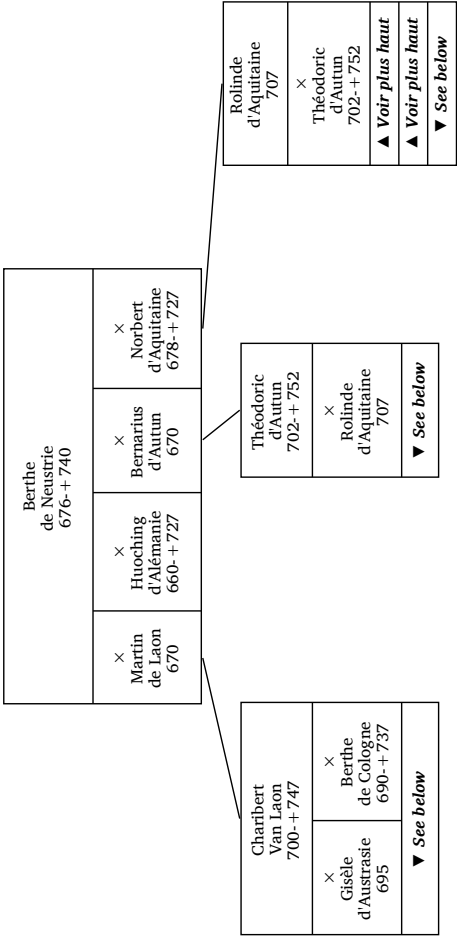 Berthe
de Neustrie
676-+740
×
Martin
de Laon
670
×
Huoching
d'Alémanie
660-+727
×
Bernarius
d'Autun
670
×
Norbert
d'Aquitaine
678-+727
Charibert
Van Laon
700-+747
×
Gisèle
d'Austrasie
695
×
Berthe
de Cologne
690-+737
▼ See below
Théodoric
d'Autun
702-+752
×
Rolinde
d'Aquitaine
707
▼ See below
Rolinde
d'Aquitaine
707
×
Théodoric
d'Autun
702-+752
▲ Voir plus haut
▲ Voir plus haut
▼ See below